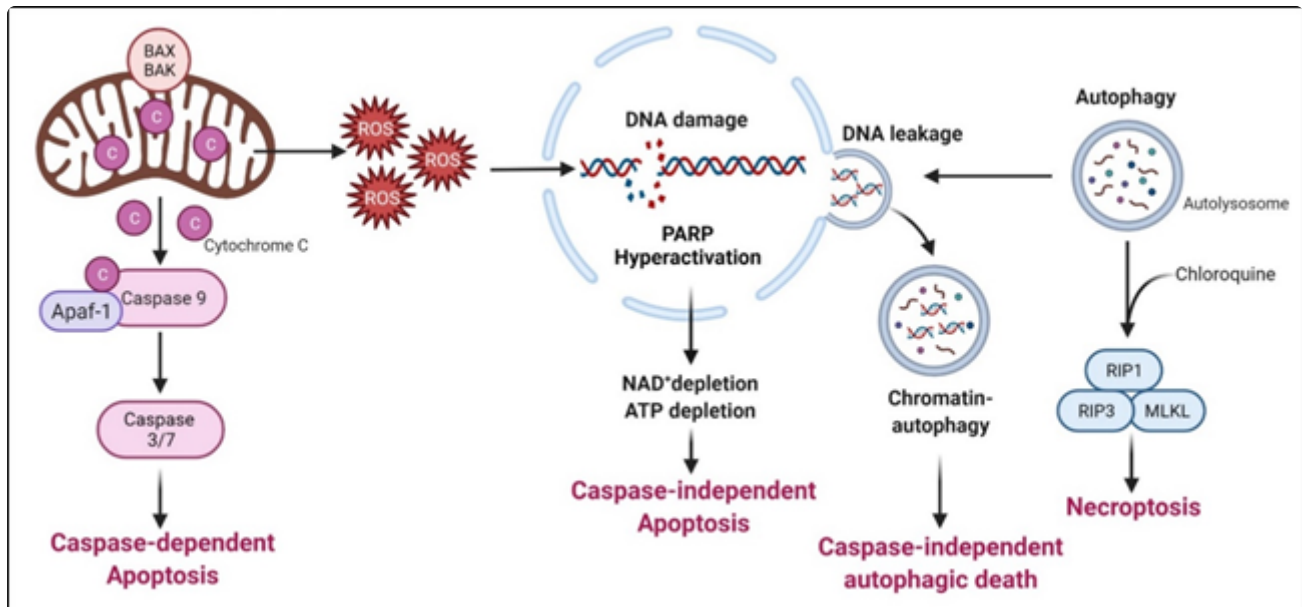 BAX
BAK
C
C
C
C
C
Cytochrome C
C
Apaf-1
Caspase 9
Caspase
3/7
Caspase-dependent
Apoptosis
ROS
ROS
ROS
DNA damage
PARP
Hyperactivation
NAD⁺depletion
ATP depletion
Caspase-independent
Apoptosis
DNA leakage
Chromatin-
autophagy
Caspase-independent
autophagic death
Autophagy
Autolysosome
Chloroquine
RIP1
RIP3
MLKL
Necroptosis